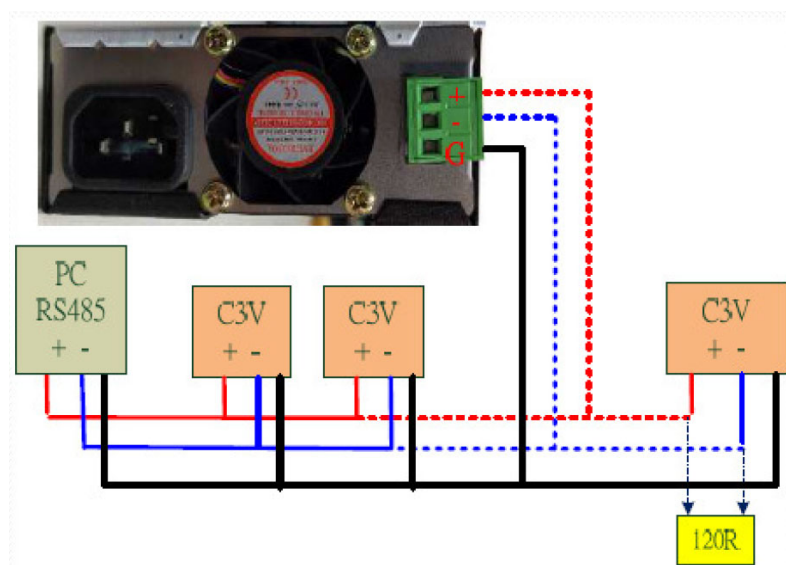 +
-
G
PC
RS485
+ -
C3V
+ -
C3V
+ -
C3V
+ -
120R